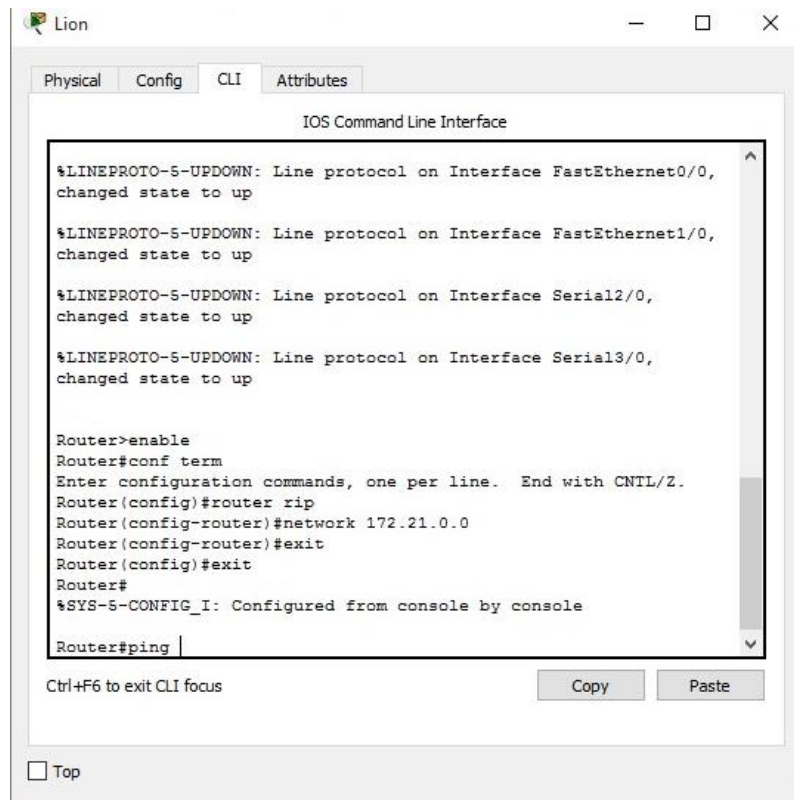 Lion
Physical Config CLI Attributes
IOS Command Line Interface
%LINEPROTO-5-UPDOWN: Line protocol on Interface FastEthernet0/0,
changed state to up
%LINEPROTO-5-UPDOWN: Line protocol on Interface FastEthernet1/0,
changed state to up
%LINEPROTO-5-UPDOWN: Line protocol on Interface Serial2/0,
changed state to up
%LINEPROTO-5-UPDOWN: Line protocol on Interface Serial3/0,
changed state to up
Router>enable
Router#conf term
Enter configuration commands, one per line.  End with CNTL/Z.
Router(config)#router rip
Router(config-router)#network 172.21.0.0
Router(config-router)#exit
Router(config)#exit
Router#
%SYS-5-CONFIG_I: Configured from console by console
Router#ping
Ctrl+F6 to exit CLI focus
Copy Paste
Top